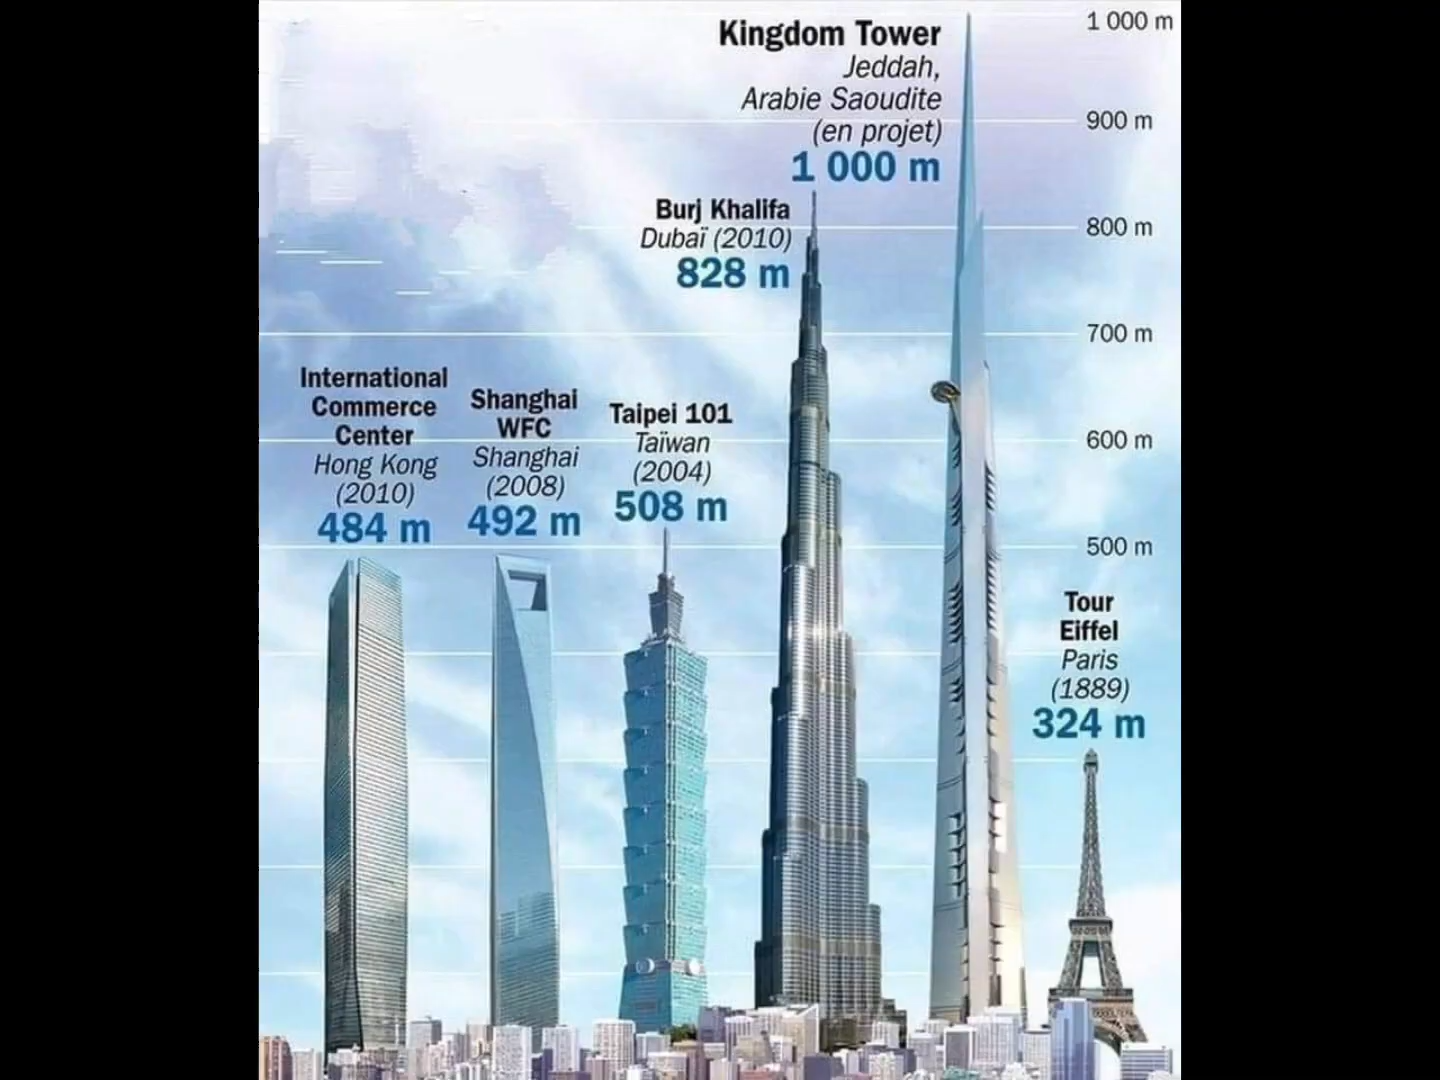 Kingdom Tower
Jeddah,
Arabie Saoudite
(en projet)
1 000 m
Burj Khalifa
Dubaï (2010)
828 m
International
Commerce
Center
Hong Kong
(2010)
484 m
Shanghai
WFC
Shanghai
(2008)
492 m
Taipei 101
Taïwan
(2004)
508 m
Tour
Eiffel
Paris
(1889)
324 m
1 000 m
900 m
800 m
700 m
600 m
500 m